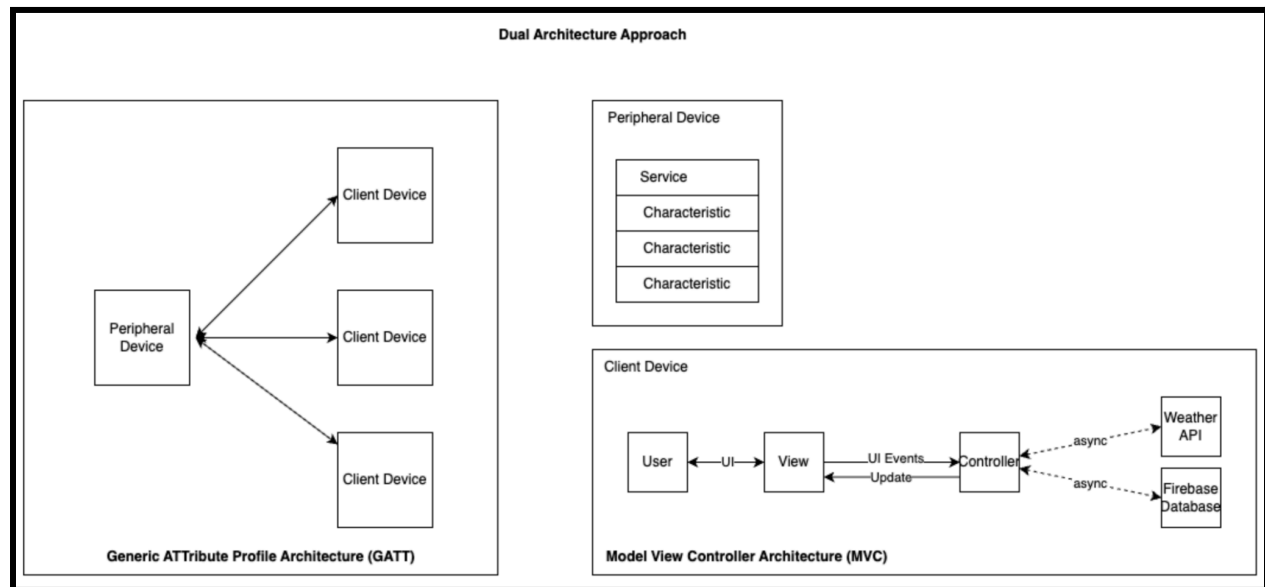 Dual Architecture Approach
Client Device
Peripheral
Device
Client Device
Client Device
Generic ATTribute Profile Architecture (GATT)
Peripheral Device
Service
Characteristic
Characteristic
Characteristic
Client Device
User
UI
View
UI Events
Update
Controller
async
async
Weather
API
Firebase
Database
Model View Controller Architecture (MVC)